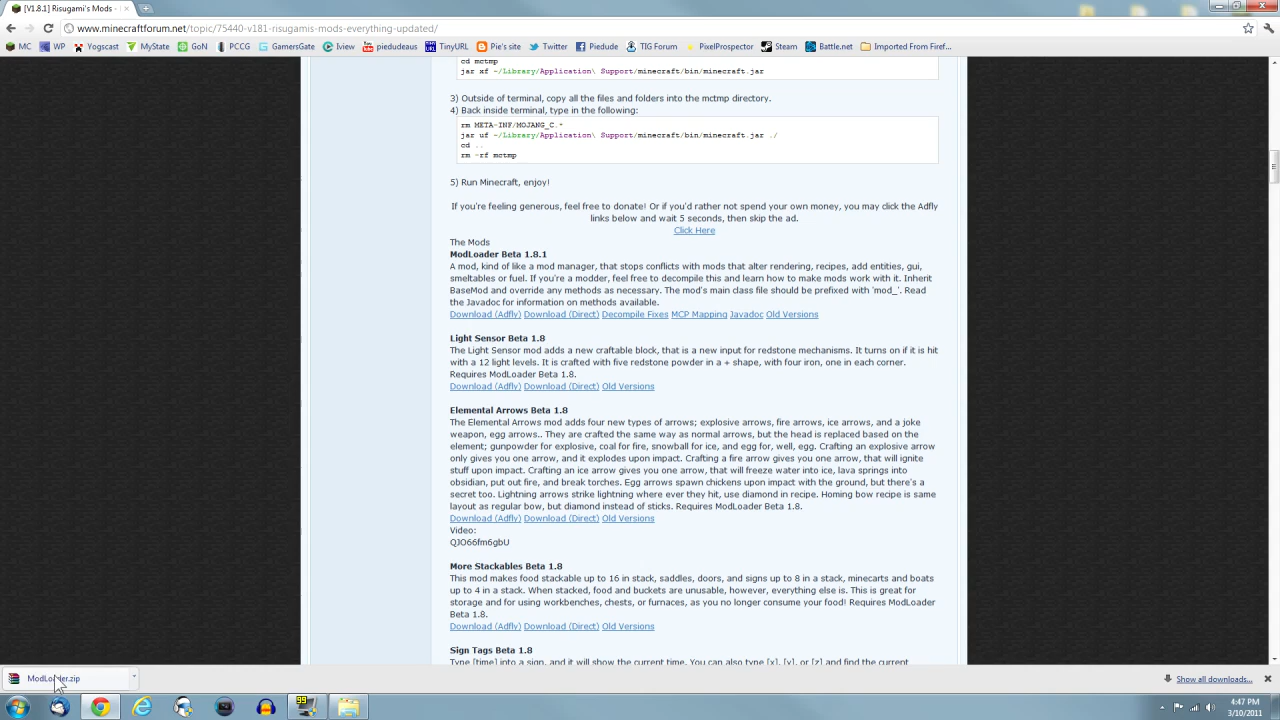 [V1.8.1] Risugami's Mods -
www.minecraftforum.net/topic/75440-v181-risugamis-mods-everything-updated/
MC WP Yogscast MyState GoN PCCG GamersGate Iview piedudeaus TinyURL Pie's site Twitter Piedude TIG Forum PixelProspector Steam Battle.net Imported From Firef...
cd mctmp
jar xf ~/Library/Application\ Support/minecraft/bin/minecraft.jar
3) Outside of terminal, copy all the files and folders into the mctmp directory.
4) Back inside terminal, type in the following:
rm META-INF/MOJANG_C.*
jar uf ~/Library/Application\ Support/minecraft/bin/minecraft.jar ./
cd ..
rm -rf mctmp
5) Run Minecraft, enjoy!
If you're feeling generous, feel free to donate! Or if you'd rather not spend your own money, you may click the Adfly
links below and wait 5 seconds, then skip the ad.
Click Here
The Mods
ModLoader Beta 1.8.1
A mod, kind of like a mod manager, that stops conflicts with mods that alter rendering, recipes, add entities, gui,
smeltables or fuel. If you're a modder, feel free to decompile this and learn how to make mods work with it. Inherit
BaseMod and override any methods as necessary. The mod's main class file should be prefixed with 'mod_'. Read
the Javadoc for information on methods available.
Download (Adfly) Download (Direct) Decompile Fixes MCP Mapping Javadoc Old Versions
Light Sensor Beta 1.8
The Light Sensor mod adds a new craftable block, that is a new input for redstone mechanisms. It turns on if it is hit
with a 12 light levels. It is crafted with five redstone powder in a + shape, with four iron, one in each corner.
Requires ModLoader Beta 1.8.
Download (Adfly) Download (Direct) Old Versions
Elemental Arrows Beta 1.8
The Elemental Arrows mod adds four new types of arrows; explosive arrows, fire arrows, ice arrows, and a joke
weapon, egg arrows.. They are crafted the same way as normal arrows, but the head is replaced based on the
element; gunpowder for explosive, coal for fire, snowball for ice, and egg for, well, egg. Crafting an explosive arrow
only gives you one arrow, and it explodes upon impact. Crafting a fire arrow gives you one arrow, that will ignite
stuff upon impact. Crafting an ice arrow gives you one arrow, that will freeze water into ice, lava springs into
obsidian, put out fire, and break torches. Egg arrows spawn chickens upon impact with the ground, but there's a
secret too. Lightning arrows strike lightning where ever they hit, use diamond in recipe. Homing bow recipe is same
layout as regular bow, but diamond instead of sticks. Requires ModLoader Beta 1.8.
Download (Adfly) Download (Direct) Old Versions
Video:
QJO66fm6gbU
More Stackables Beta 1.8
This mod makes food stackable up to 16 in stack, saddles, doors, and signs up to 8 in a stack, minecarts and boats
up to 4 in a stack. When stacked, food and buckets are unusable, however, everything else is. This is great for
storage and for using workbenches, chests, or furnaces, as you no longer consume your food! Requires ModLoader
Beta 1.8.
Download (Adfly) Download (Direct) Old Versions
Sign Tags Beta 1.8
Type [time] into a sign, and it will show the current time. You can also type [x], [y], or [z] and find the current
ModLoader.zip
Show all downloads...
4:47 PM
3/10/2011